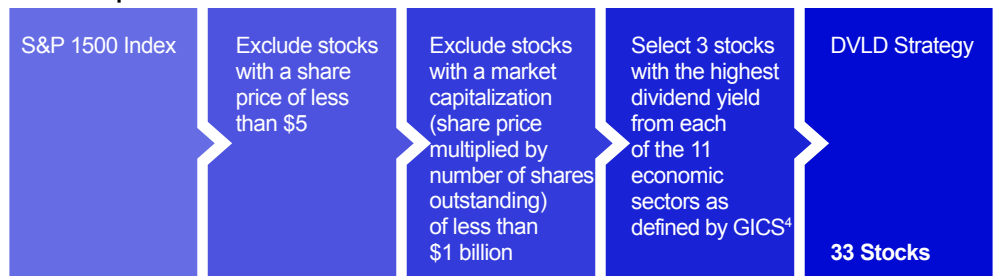 S&P 1500 Index
Exclude stocks
with a share
price of less
than $5
Exclude stocks
with a market
capitalization
(share price
multiplied by
number of shares
outstanding)
of less than
$1 billion
Select 3 stocks
with the highest
dividend yield
from each
of the 11
economic
sectors as
defined by GICS⁴
DVLD Strategy
33 Stocks